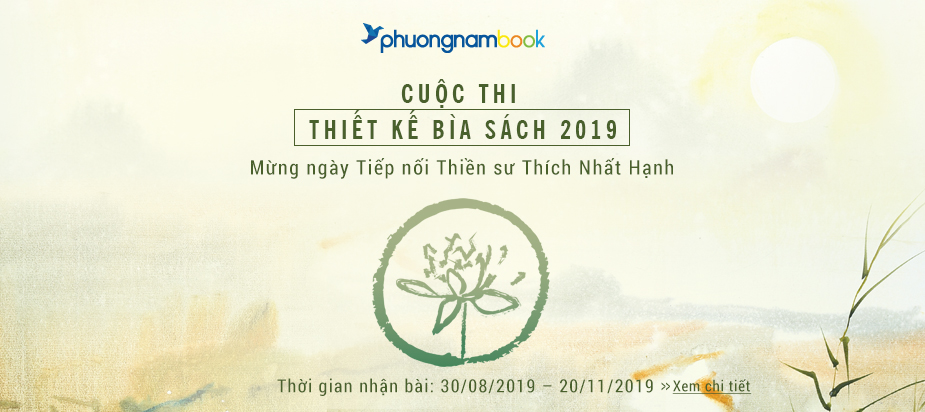 phuongnambook
CUỘC THI
THIẾT KẾ BÌA SÁCH 2019
Mừng ngày Tiếp nối Thiền sư Thích Nhất Hạnh
Thời gian nhận bài: 30/08/2019 – 20/11/2019 >> Xem chi tiết